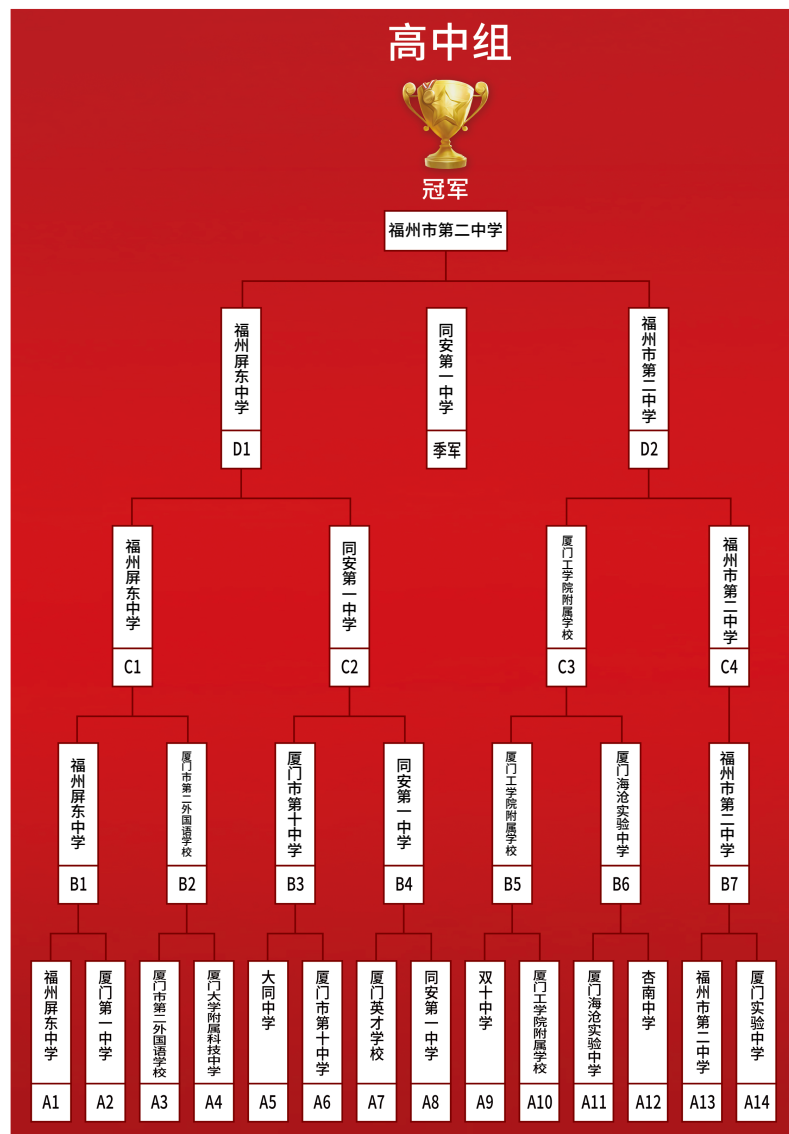 高中组
冠军
福州市第二中学
福州屏东中学
D1
同安第一中学
季军
福州市第二中学
D2
福州屏东中学
C1
同安第一中学
C2
厦门工学院附属学校
C3
福州市第二中学
C4
福州屏东中学
B1
厦门市第二外国语学校
B2
厦门市第十中学
B3
同安第一中学
B4
厦门工学院附属学校
B5
厦门海沧实验中学
B6
福州市第二中学
B7
福州屏东中学
A1
厦门第一中学
A2
厦门市第二外国语学校
A3
厦门大学附属科技中学
A4
大同中学
A5
厦门市第十中学
A6
厦门英才学校
A7
同安第一中学
A8
双十中学
A9
厦门工学院附属学校
A10
厦门海沧实验中学
A11
杏南中学
A12
福州市第二中学
A13
厦门实验中学
A14